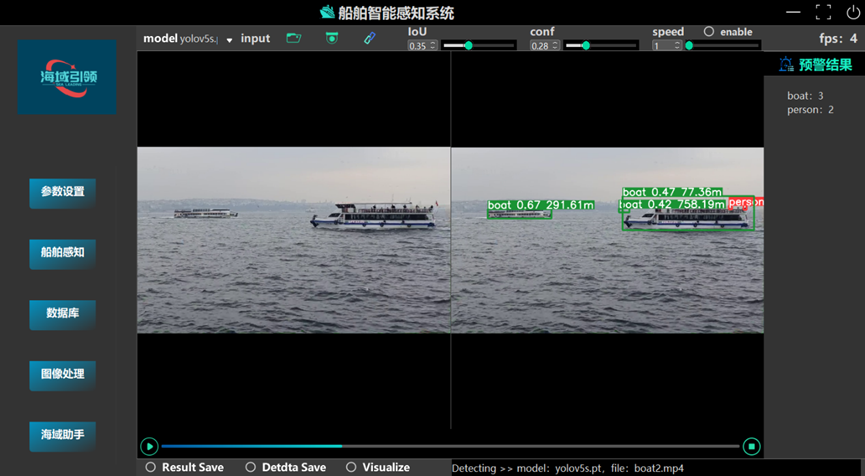 船舶智能感知系统
model yolov5s.p input
IoU
0.35
conf
0.28
speed
1
enable
fps: 4
海域引领
预警结果
boat: 3
person: 2
参数设置
船舶感知
数据库
图像处理
海域助手
boat 0.67 291.61m
boat 0.47 77.36m
boat 0.42 758.19m
person
Result Save
Detdta Save
Visualize
Detecting >> model: yolov5s.pt, file: boat2.mp4